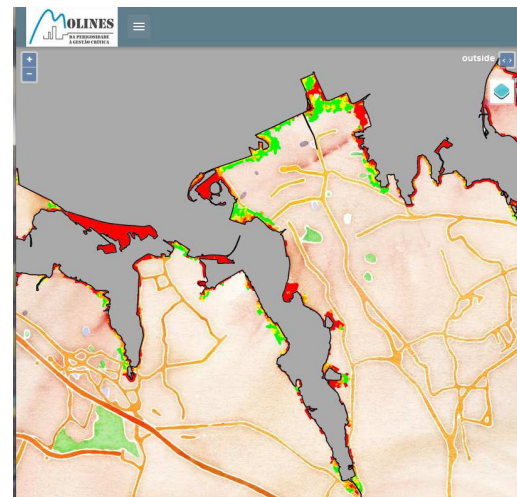 MOLINES
DA PERIGOSIDADE
À GESTÃO CRÍTICA
outside
+
−